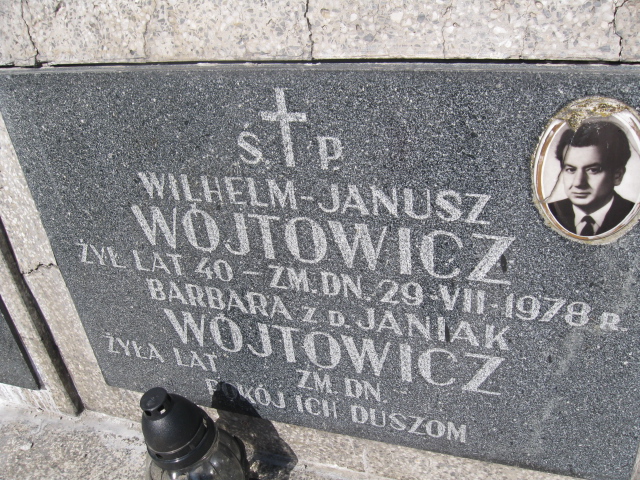 Ś. P.
WILHELM-JANUSZ
WÓJTOWICZ
ŻYŁ LAT 40 - ZM. DN. 29-VII-1978 R.
BARBARA Z D. JANIAK
WÓJTOWICZ
ŻYŁA LAT ZM. DN.
POKÓJ ICH DUSZOM